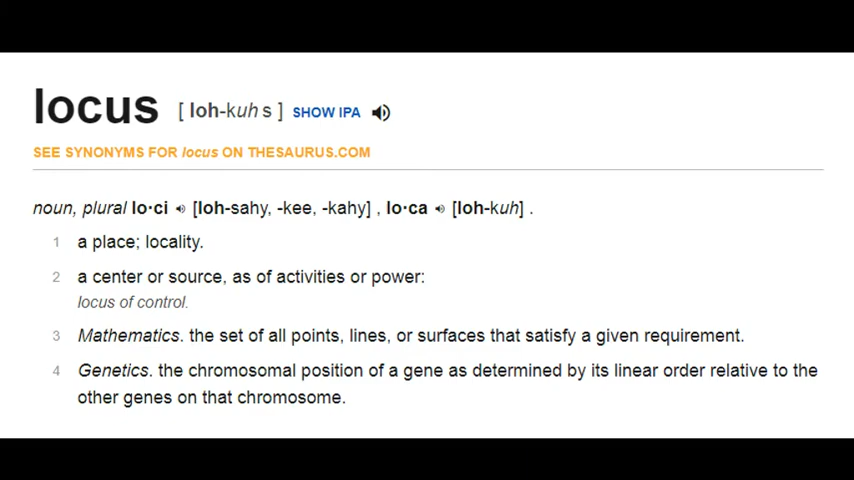 locus [ loh-kuh s ] SHOW IPA
SEE SYNONYMS FOR locus ON THESAURUS.COM
noun, plural lo·ci [loh-sahy, -kee, -kahy] , lo·ca [loh-kuh] .
1 a place; locality.
2 a center or source, as of activities or power:
locus of control.
3 Mathematics. the set of all points, lines, or surfaces that satisfy a given requirement.
4 Genetics. the chromosomal position of a gene as determined by its linear order relative to the
other genes on that chromosome.